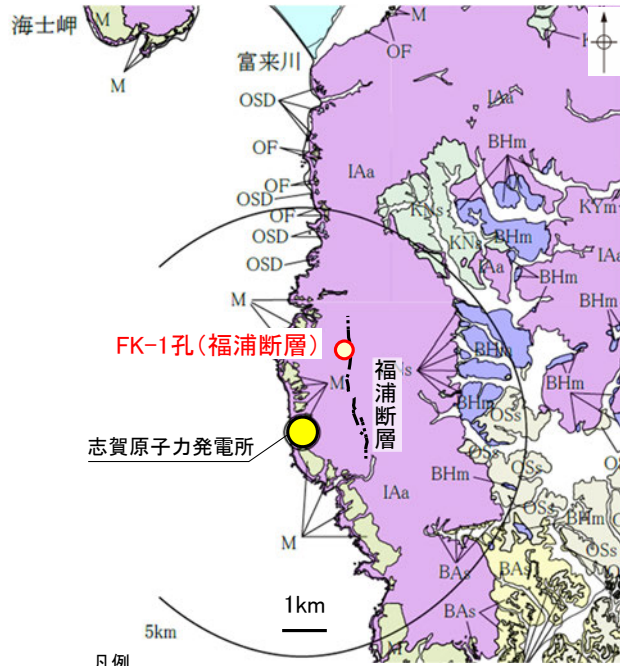 海士岬
M
M
富来川
M
OF
OSD
OF
OF
OSD
OF
OSD
OSD
M
IAa
IAa
BHm
KNs
KNs
BHm
IAa
KYm
IAa
BHm
BHm
FK-1孔(福浦断層)
M
福浦断層
Ns
BHm
BHm
BHm
OSs
OSs
志賀原子力発電所
IAa
BHm
OSs
BHm
OSs
M
BAs
BAs
BAs
1km
5km
M
凡例